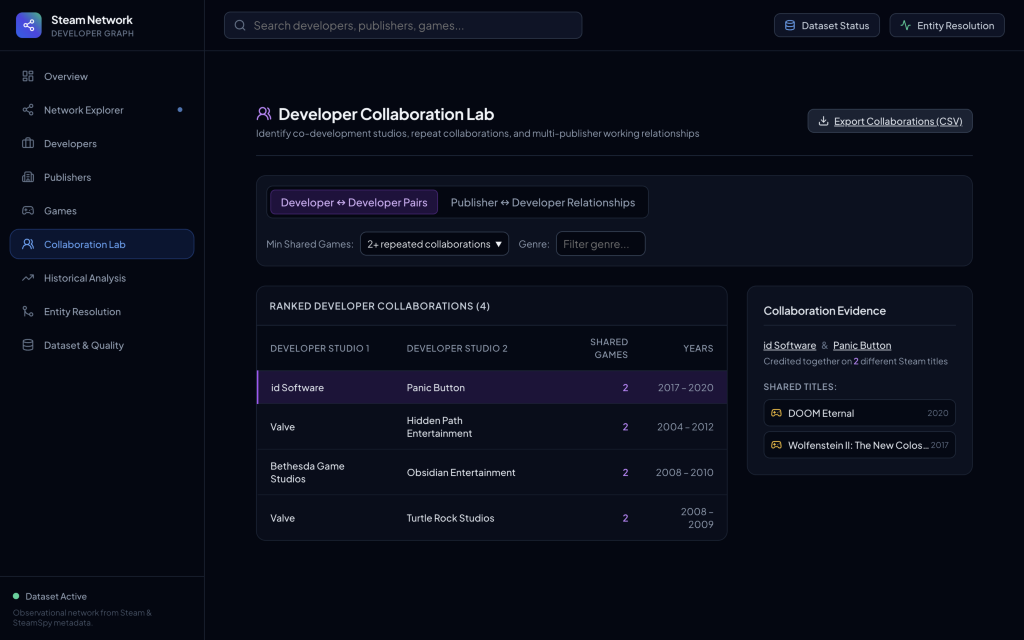 Steam Network
DEVELOPER GRAPH
Search developers, publishers, games...
Dataset Status
Entity Resolution
Overview
Network Explorer
Developers
Publishers
Games
Collaboration Lab
Historical Analysis
Entity Resolution
Dataset & Quality
Dataset Active
Observational network from Steam &
SteamSpy metadata.
Developer Collaboration Lab
Identify co-development studios, repeat collaborations, and multi-publisher working relationships
Export Collaborations (CSV)
Developer ↔ Developer Pairs
Publisher ↔ Developer Relationships
Min Shared Games: 2+ repeated collaborations ▼ Genre: Filter genre...
RANKED DEVELOPER COLLABORATIONS (4)
DEVELOPER STUDIO 1 DEVELOPER STUDIO 2 SHARED GAMES YEARS
id Software Panic Button 2 2017 – 2020
Valve Hidden Path Entertainment 2 2004 – 2012
Bethesda Game Studios Obsidian Entertainment 2 2008 – 2010
Valve Turtle Rock Studios 2 2008 – 2009
Collaboration Evidence
id Software & Panic Button
Credited together on 2 different Steam titles
SHARED TITLES:
DOOM Eternal 2020
Wolfenstein II: The New Colos... 2017